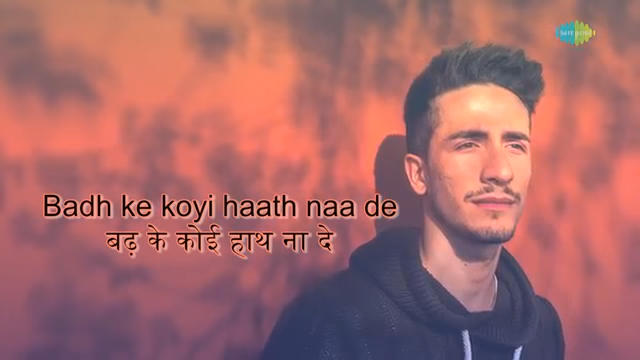 Badh ke koyi haath naa de
बढ़ के कोई हाथ ना दे